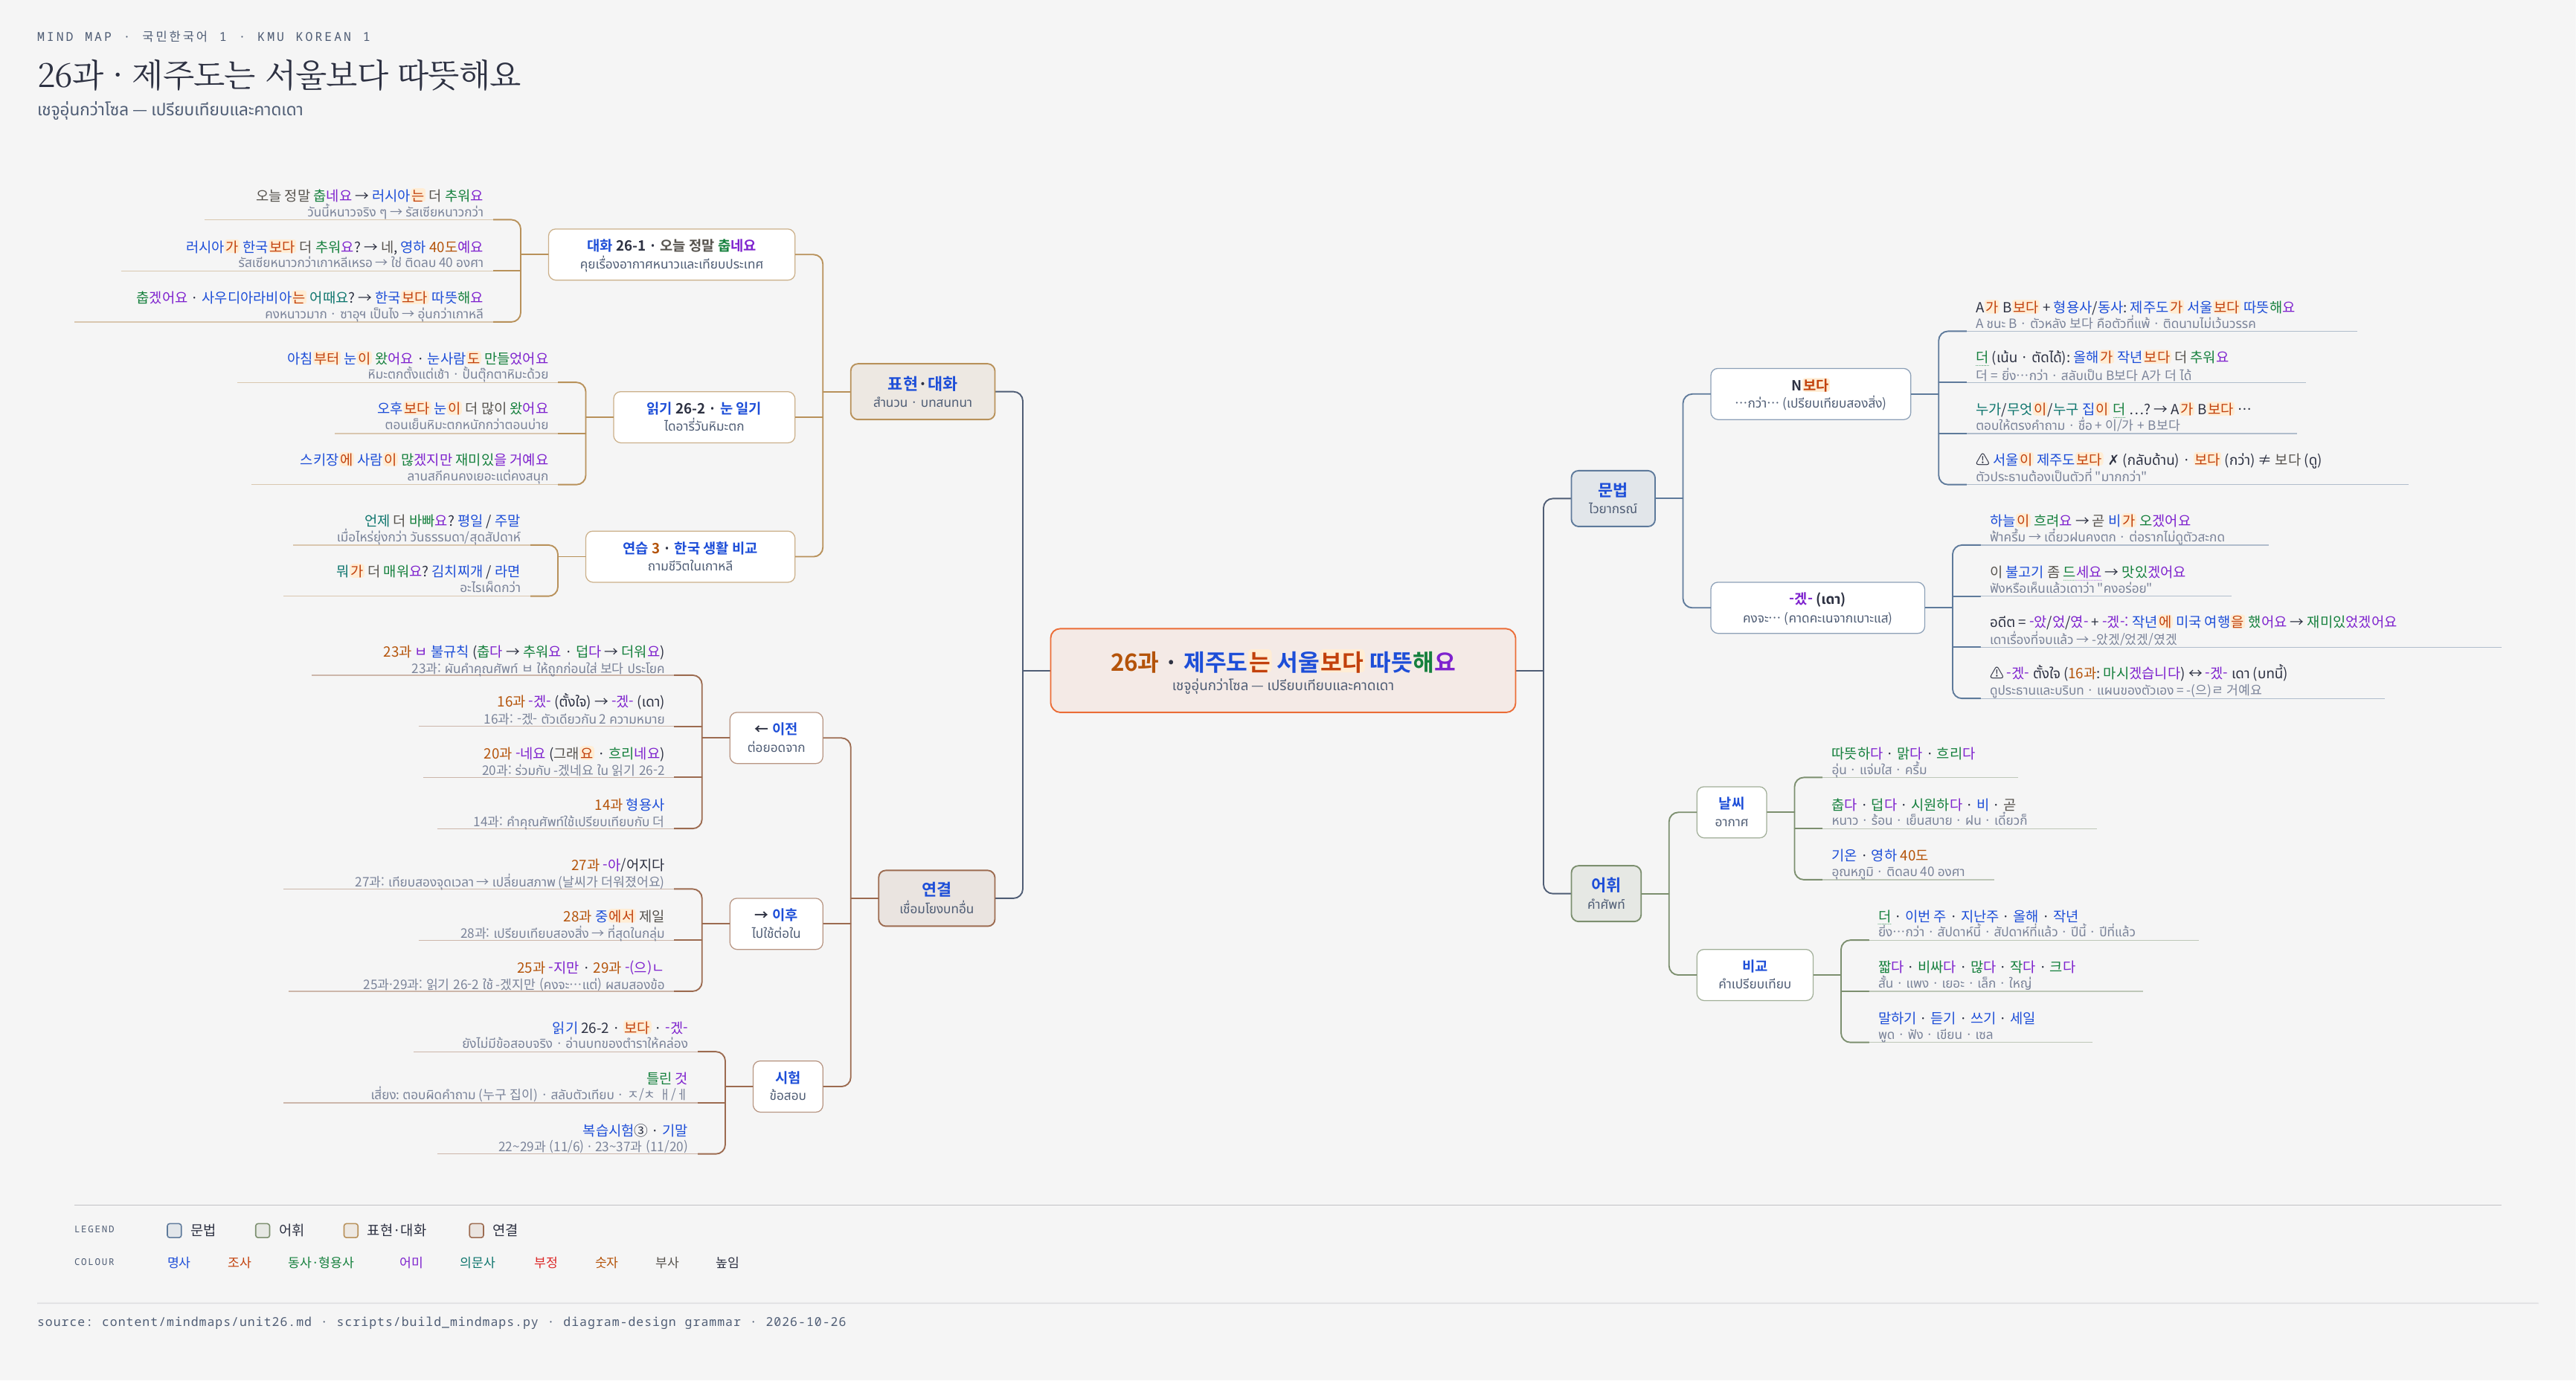 MIND MAP · 국민한국어 1 · KMU KOREAN 1
26과 · 제주도는 서울보다 따뜻해요
เชจูอุ่นกว่าโซล — เปรียบเทียบและคาดเดา
오늘 정말 춥네요 → 러시아는 더 추워요
วันนี้หนาวจริง ๆ → รัสเซียหนาวกว่า
러시아가 한국보다 더 추워요? → 네, 영하 40도예요
รัสเซียหนาวกว่าเกาหลีเหรอ → ใช่ ติดลบ 40 องศา
춥겠어요 · 사우디아라비아는 어때요? → 한국보다 따뜻해요
คงหนาวมาก · ซาอุฯ เป็นไง → อุ่นกว่าเกาหลี
대화 26-1 · 오늘 정말 춥네요
คุยเรื่องอากาศหนาวและเทียบประเทศ
아침부터 눈이 왔어요 · 눈사람도 만들었어요
หิมะตกตั้งแต่เช้า · ปั้นตุ๊กตาหิมะด้วย
오후보다 눈이 더 많이 왔어요
ตอนเย็นหิมะตกหนักกว่าตอนบ่าย
스키장에 사람이 많겠지만 재미있을 거예요
ลานสกีคนคงเยอะแต่คงสนุก
읽기 26-2 · 눈 일기
ไดอารี่วันหิมะตก
언제 더 바빠요? 평일 / 주말
เมื่อไหร่ยุ่งกว่า วันธรรมดา/สุดสัปดาห์
뭐가 더 매워요? 김치찌개 / 라면
อะไรเผ็ดกว่า
연습 3 · 한국 생활 비교
ถามชีวิตในเกาหลี
표현·대화
สำนวน · บทสนทนา
23과 ㅂ 불규칙 (춥다 → 추워요 · 덥다 → 더워요)
23과: ผันคำคุณศัพท์ ㅂ ให้ถูกก่อนใส่ 보다 ประโยค
16과 -겠- (ตั้งใจ) → -겠- (เดา)
16과: -겠- ตัวเดียวกัน 2 ความหมาย
20과 -네요 (그래요 · 흐리네요)
20과: ร่วมกับ -겠네요 ใน 읽기 26-2
14과 형용사
14과: คำคุณศัพท์ใช้เปรียบเทียบกับ 더
← 이전
ต่อยอดจาก
27과 -아/어지다
27과: เทียบสองจุดเวลา → เปลี่ยนสภาพ (날씨가 더워졌어요)
28과 중에서 제일
28과: เปรียบเทียบสองสิ่ง → ที่สุดในกลุ่ม
25과 -지만 · 29과 -(으)ㄴ
25과·29과: 읽기 26-2 ใช้ -겠지만 (คงจะ…แต่) ผสมสองข้อ
→ 이후
ไปใช้ต่อใน
읽기 26-2 · 보다 · -겠-
ยังไม่มีข้อสอบจริง · อ่านบทของตำราให้คล่อง
틀린 것
เสี่ยง: ตอบผิดคำถาม (누구 집이) · สลับตัวเทียบ · ㅈ/ㅊ ㅐ/ㅔ
복습시험③ · 기말
22~29과 (11/6) · 23~37과 (11/20)
시험
ข้อสอบ
연결
เชื่อมโยงบทอื่น
26과 · 제주도는 서울보다 따뜻해요
เชจูอุ่นกว่าโซล — เปรียบเทียบและคาดเดา
문법
ไวยากรณ์
N보다
…กว่า… (เปรียบเทียบสองสิ่ง)
A가 B보다 + 형용사/동사: 제주도가 서울보다 따뜻해요
A ชนะ B · ตัวหลัง 보다 คือตัวที่แพ้ · ติดนามไม่เว้นวรรค
더 (เน้น · ตัดได้): 올해가 작년보다 더 추워요
더 = ยิ่ง…กว่า · สลับเป็น B보다 A가 더 ได้
누가/무엇이/누구 집이 더 …? → A가 B보다 …
ตอบให้ตรงคำถาม · ชื่อ + 이/가 + B보다
⚠ 서울이 제주도보다 ✗ (กลับด้าน) · 보다 (กว่า) ≠ 보다 (ดู)
ตัวประธานต้องเป็นตัวที่ "มากกว่า"
-겠- (เดา)
คงจะ… (คาดคะเนจากเบาะแส)
하늘이 흐려요 → 곧 비가 오겠어요
ฟ้าครึ้ม → เดี๋ยวฝนคงตก · ต่อรากไม่ดูตัวสะกด
이 불고기 좀 드세요 → 맛있겠어요
ฟังหรือเห็นแล้วเดาว่า "คงอร่อย"
อดีต = -았/었/였- + -겠-: 작년에 미국 여행을 했어요 → 재미있었겠어요
เดาเรื่องที่จบแล้ว → -았겠/었겠/였겠
⚠ -겠- ตั้งใจ (16과: 마시겠습니다) ↔ -겠- เดา (บทนี้)
ดูประธานและบริบท · แผนของตัวเอง = -(으)ㄹ 거예요
어휘
คำศัพท์
날씨
อากาศ
따뜻하다 · 맑다 · 흐리다
อุ่น · แจ่มใส · ครึ้ม
춥다 · 덥다 · 시원하다 · 비 · 곧
หนาว · ร้อน · เย็นสบาย · ฝน · เดี๋ยวก็
기온 · 영하 40도
อุณหภูมิ · ติดลบ 40 องศา
비교
คำเปรียบเทียบ
더 · 이번 주 · 지난주 · 올해 · 작년
ยิ่ง…กว่า · สัปดาห์นี้ · สัปดาห์ที่แล้ว · ปีนี้ · ปีที่แล้ว
짧다 · 비싸다 · 많다 · 작다 · 크다
สั้น · แพง · เยอะ · เล็ก · ใหญ่
말하기 · 듣기 · 쓰기 · 세일
พูด · ฟัง · เขียน · เซล
LEGEND 문법 어휘 표현·대화 연결
COLOUR 명사 조사 동사·형용사 어미 의문사 부정 숫자 부사 높임
source: content/mindmaps/unit26.md · scripts/build_mindmaps.py · diagram-design grammar · 2026-10-26